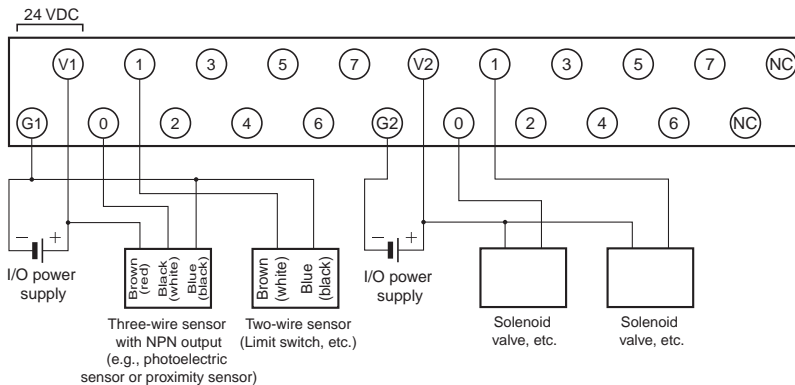 24 VDC
V1 1 3 5 7 V2 1 3 5 7 NC
G1 0 2 4 6 G2 0 2 4 6 NC
− +
− +
I/O power
supply
Brown
(red)
Black
(white)
Blue
(black)
Brown
(white)
Blue
(black)
I/O power
supply
Three-wire sensor
with NPN output
(e.g., photoelectric
sensor or proximity sensor)
Two-wire sensor
(Limit switch, etc.)
Solenoid
valve, etc.
Solenoid
valve, etc.